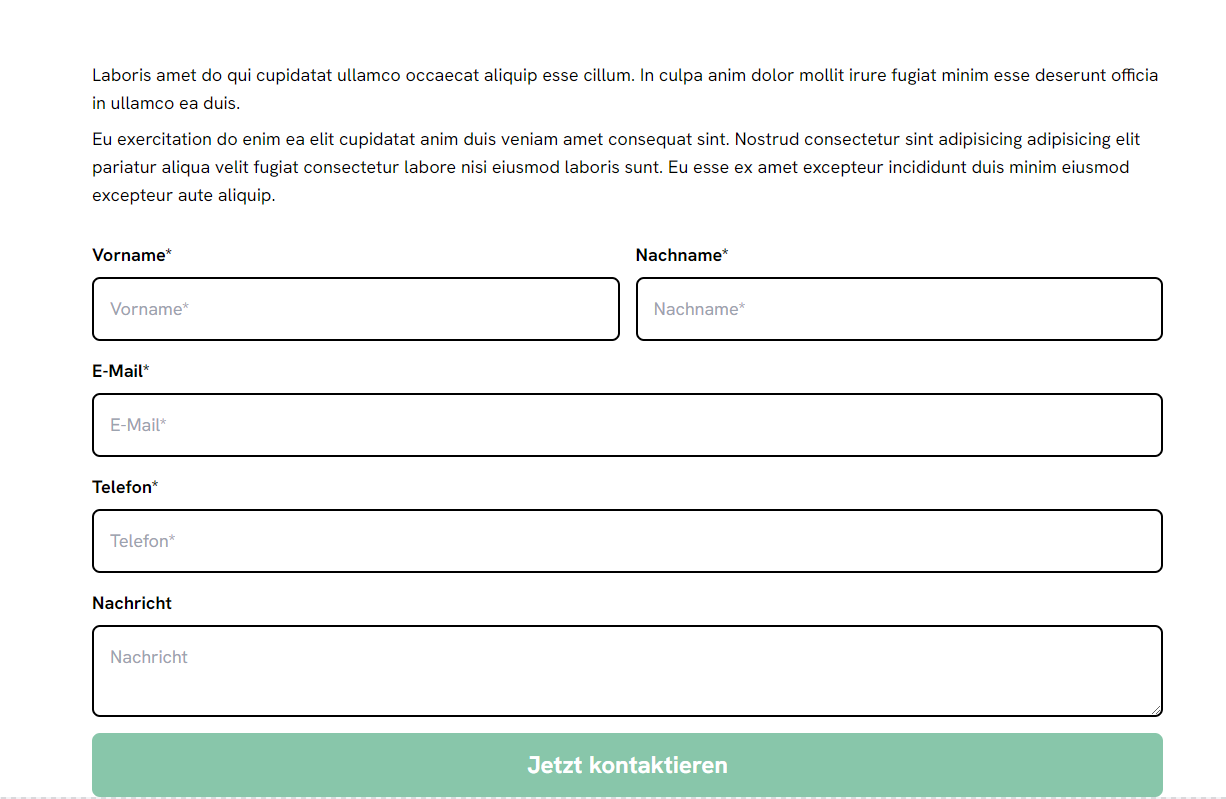 Laboris amet do qui cupidatat ullamco occaecat aliquip esse cillum. In culpa anim dolor mollit irure fugiat minim esse deserunt officia
in ullamco ea duis.
Eu exercitation do enim ea elit cupidatat anim duis veniam amet consequat sint. Nostrud consectetur sint adipisicing adipisicing elit
pariatur aliqua velit fugiat consectetur labore nisi eiusmod laboris sunt. Eu esse ex amet excepteur incididunt duis minim eiusmod
excepteur aute aliquip.
Vorname*
Nachname*
Vorname*
Nachname*
E-Mail*
E-Mail*
Telefon*
Telefon*
Nachricht
Nachricht
Jetzt kontaktieren